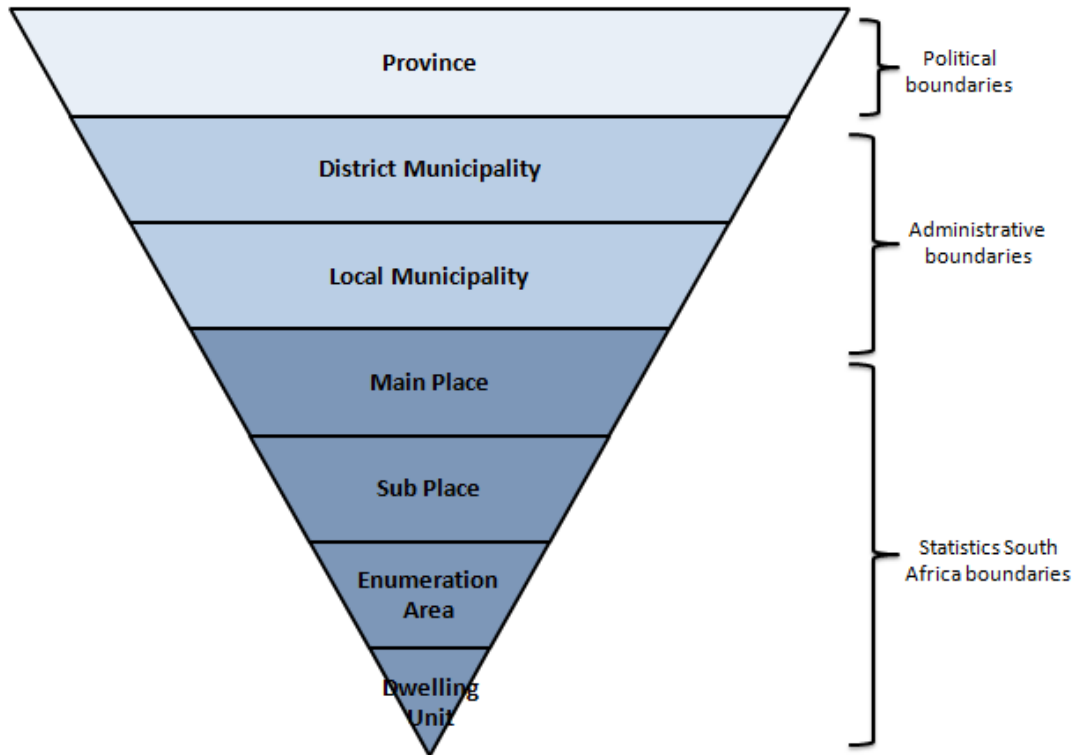 Province
Political
boundaries
District Municipality
Administrative
boundaries
Local Municipality
Main Place
Sub Place
Statistics South
Africa boundaries
Enumeration
Area
Dwelling
Unit